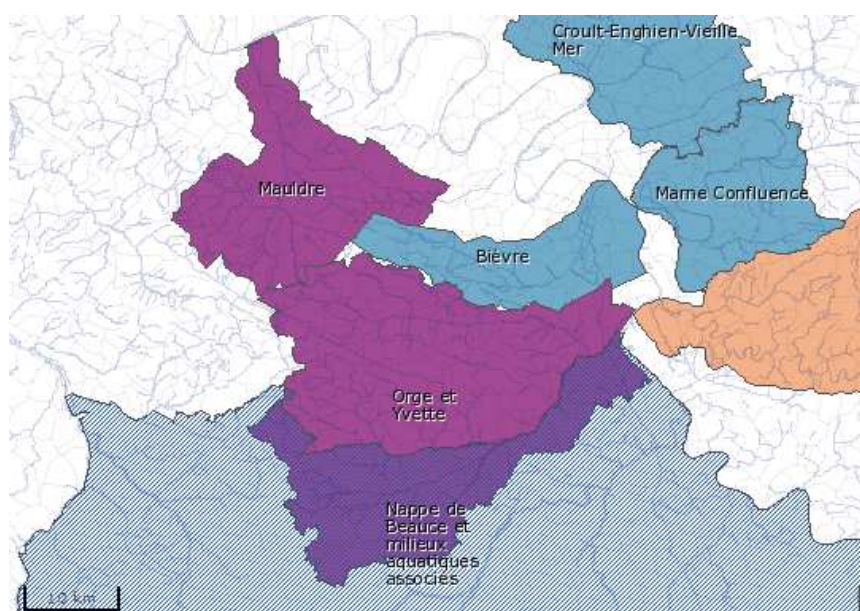 Croult-Enghien-Vieille
Mer
Mauldre
Marne Confluence
Bièvre
Orge et
Yvette
Nappe de
Beauce et
milieux
aquatiques
associés
10 km